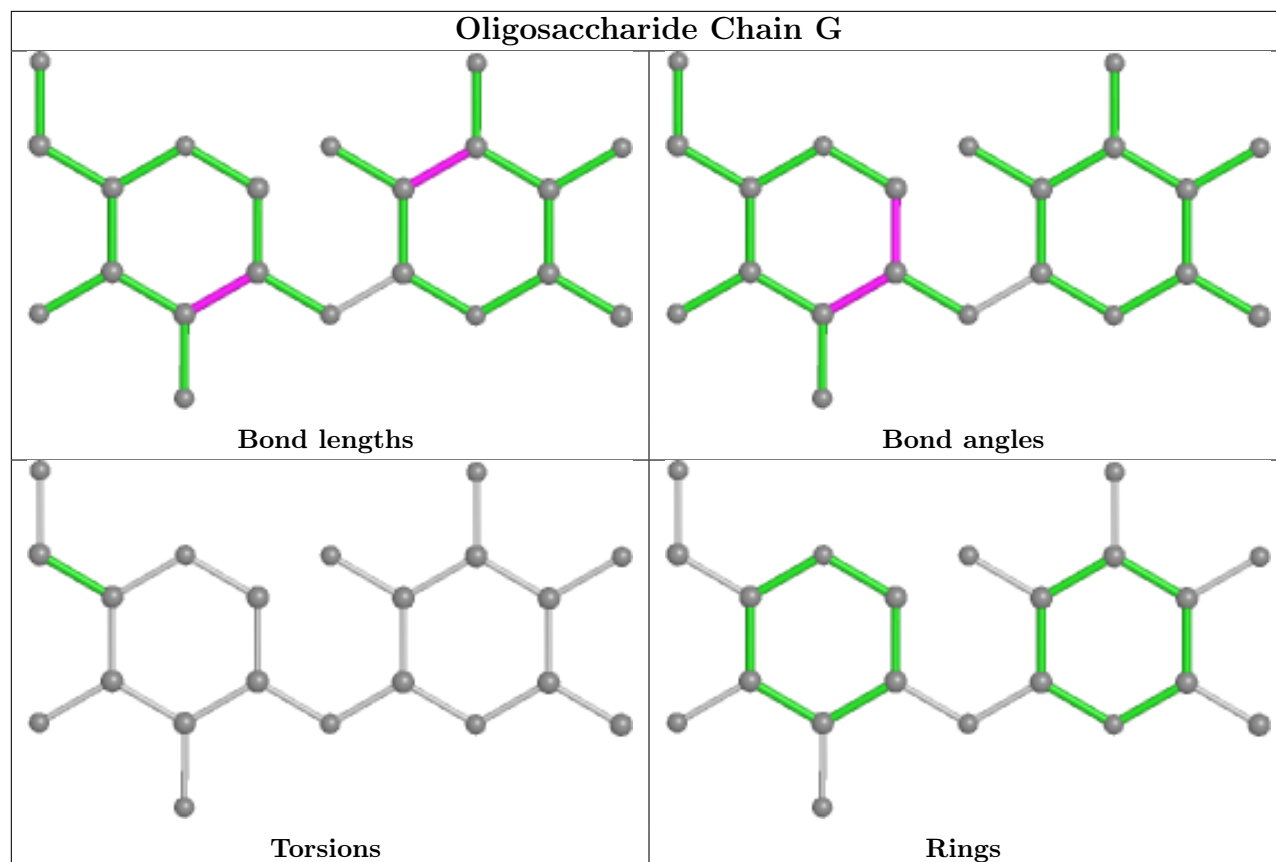 Oligosaccharide Chain G
Bond lengths
Bond angles
Torsions
Rings